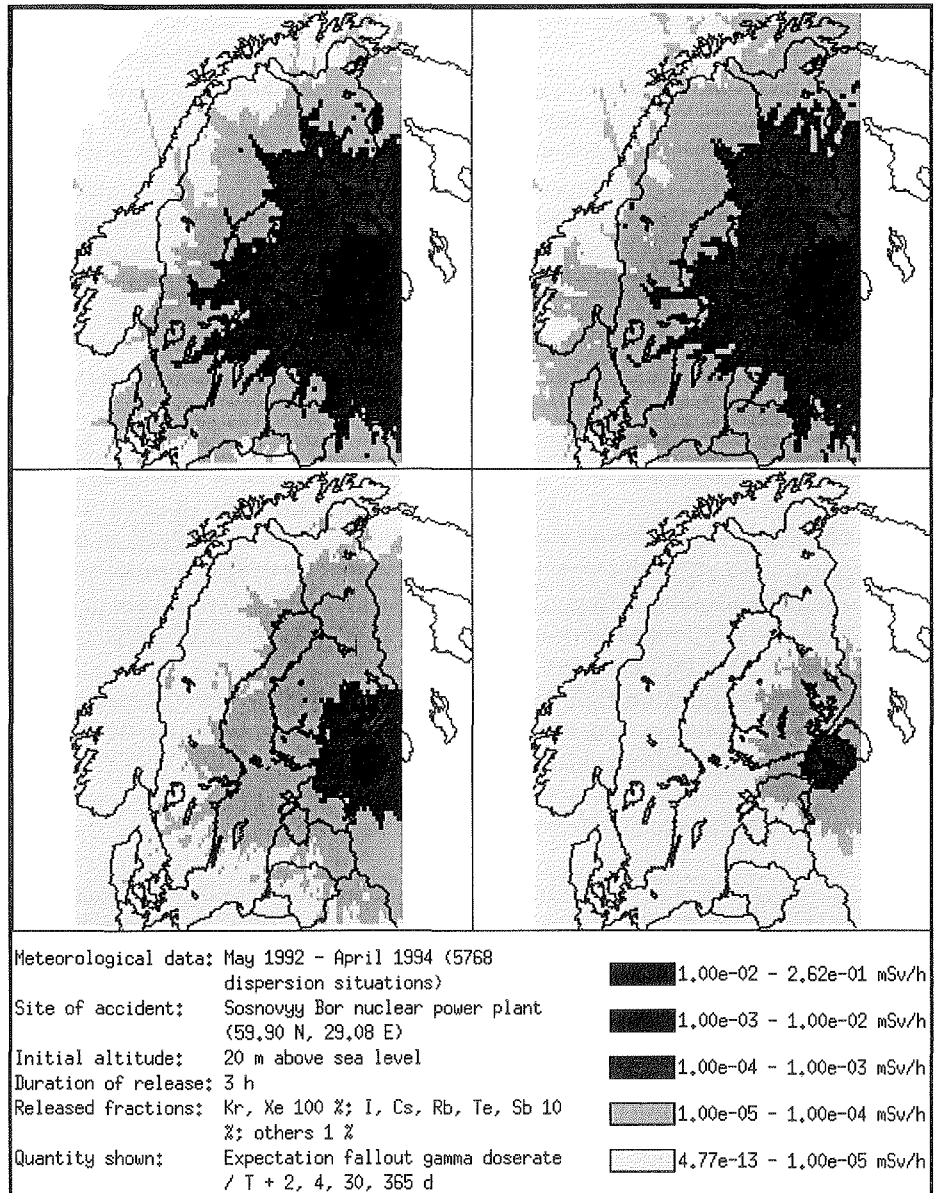 Meteorological data: May 1992 - April 1994 (5768
dispersion situations)
Site of accident: Sosnovyy Bor nuclear power plant
(59.90 N, 29.08 E)
Initial altitude: 20 m above sea level
Duration of release: 3 h
Released fractions: Kr, Xe 100 %; I, Cs, Rb, Te, Sb 10
%; others 1 %
Quantity shown: Expectation fallout gamma doserate
/ T + 2, 4, 30, 365 d
1.00e-02 - 2.62e-01 mSv/h
1.00e-03 - 1.00e-02 mSv/h
1.00e-04 - 1.00e-03 mSv/h
1.00e-05 - 1.00e-04 mSv/h
4.77e-13 - 1.00e-05 mSv/h